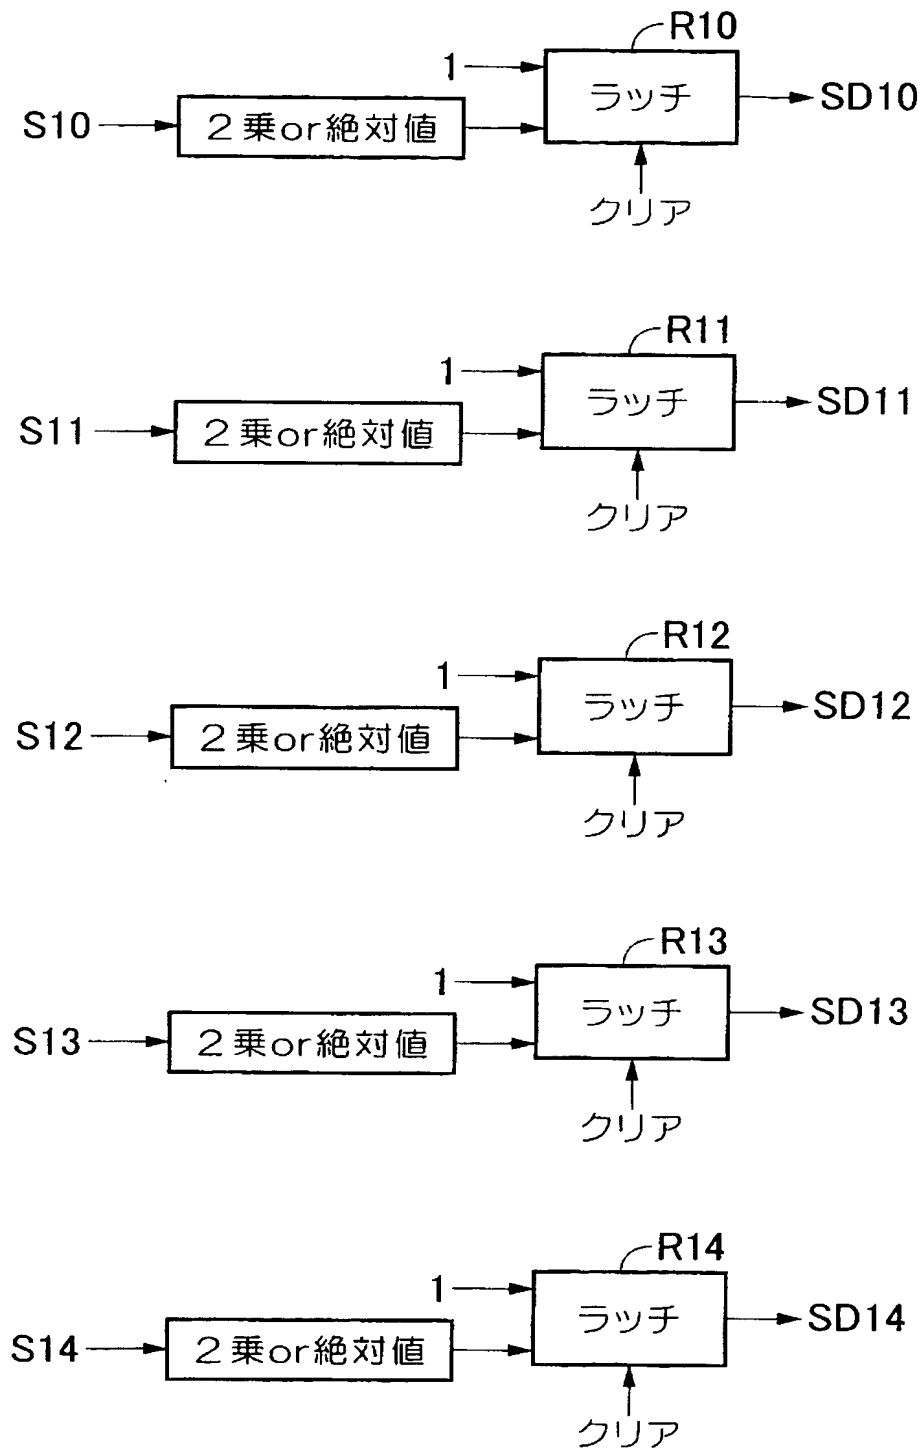 R10
1
ラッチ
SD10
S10
2乗or絶対値
クリア
R11
1
ラッチ
SD11
S11
2乗or絶対値
クリア
R12
1
ラッチ
SD12
S12
2乗or絶対値
クリア
R13
1
ラッチ
SD13
S13
2乗or絶対値
クリア
R14
1
ラッチ
SD14
S14
2乗or絶対値
クリア